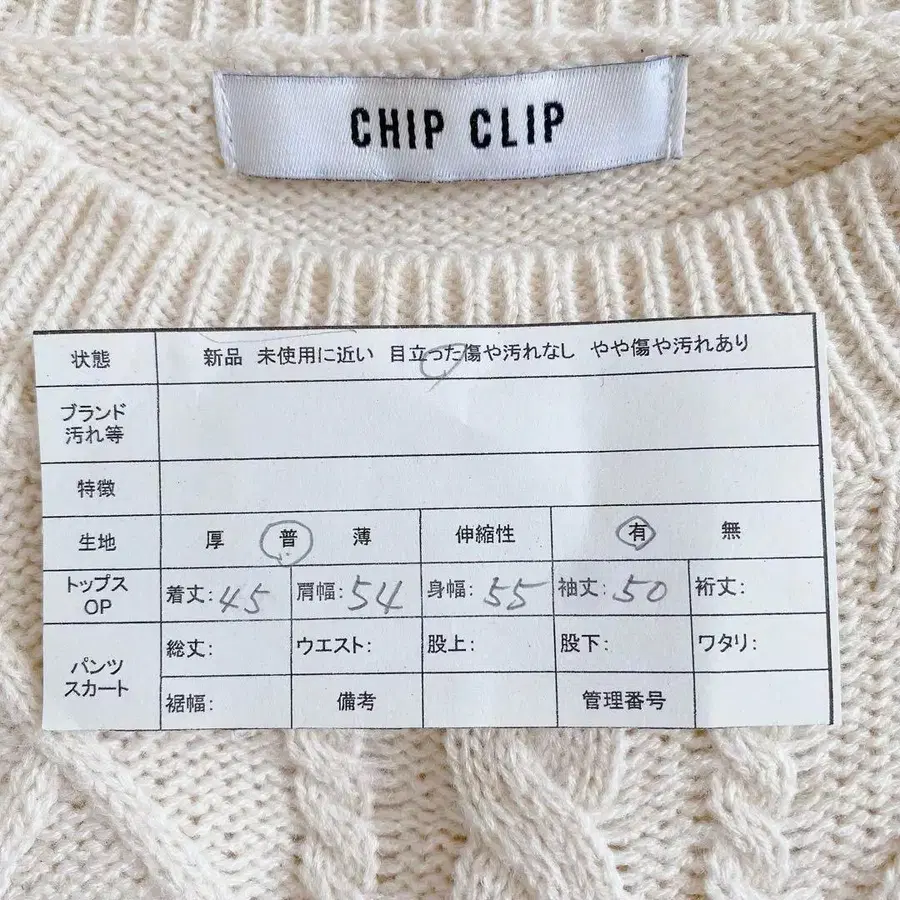 CHIP CLIP
状態 新品 未使用に近い 目立った傷や汚れなし やや傷や汚れあり
ブランド
汚れ等
特徴
生地 厚 普 薄 伸縮性 有 無
トップス
OP
着丈:45 肩幅:54 身幅:55 袖丈:50 裄丈:
パンツ
スカート
総丈: ウエスト: 股上: 股下: ワタリ:
裾幅: 備考 管理番号